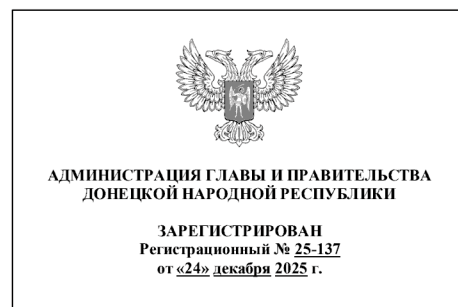 АДМИНИСТРАЦИЯ ГЛАВЫ И ПРАВИТЕЛЬСТВА
ДОНЕЦКОЙ НАРОДНОЙ РЕСПУБЛИКИ
ЗАРЕГИСТРИРОВАН
Регистрационный № 25-137
от «24» декабря 2025 г.